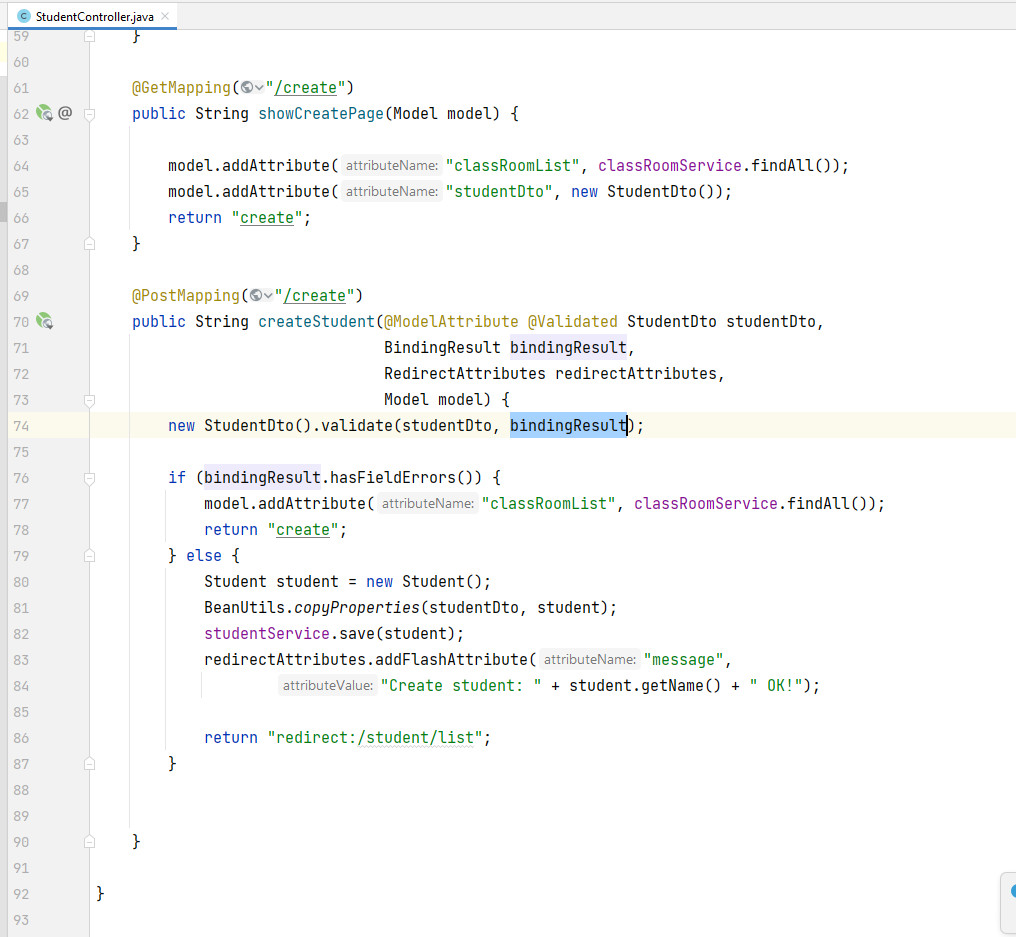 C StudentController.java ×
59 }
60
61 @GetMapping("/create")
62 @ public String showCreatePage(Model model) {
63
64 model.addAttribute( attributeName: "classRoomList", classRoomService.findAll());
65 model.addAttribute( attributeName: "studentDto", new StudentDto());
66 return "create";
67 }
68
69 @PostMapping("/create")
70 public String createStudent(@ModelAttribute @Validated StudentDto studentDto,
71 BindingResult bindingResult,
72 RedirectAttributes redirectAttributes,
73 Model model) {
74 new StudentDto().validate(studentDto, bindingResult);
75
76 if (bindingResult.hasFieldErrors()) {
77 model.addAttribute( attributeName: "classRoomList", classRoomService.findAll());
78 return "create";
79 } else {
80 Student student = new Student();
81 BeanUtils.copyProperties(studentDto, student);
82 studentService.save(student);
83 redirectAttributes.addFlashAttribute( attributeName: "message",
84 attributeValue: "Create student: " + student.getName() + " OK!");
85
86 return "redirect:/student/list";
87 }
88
89
90 }
91
92 }
93